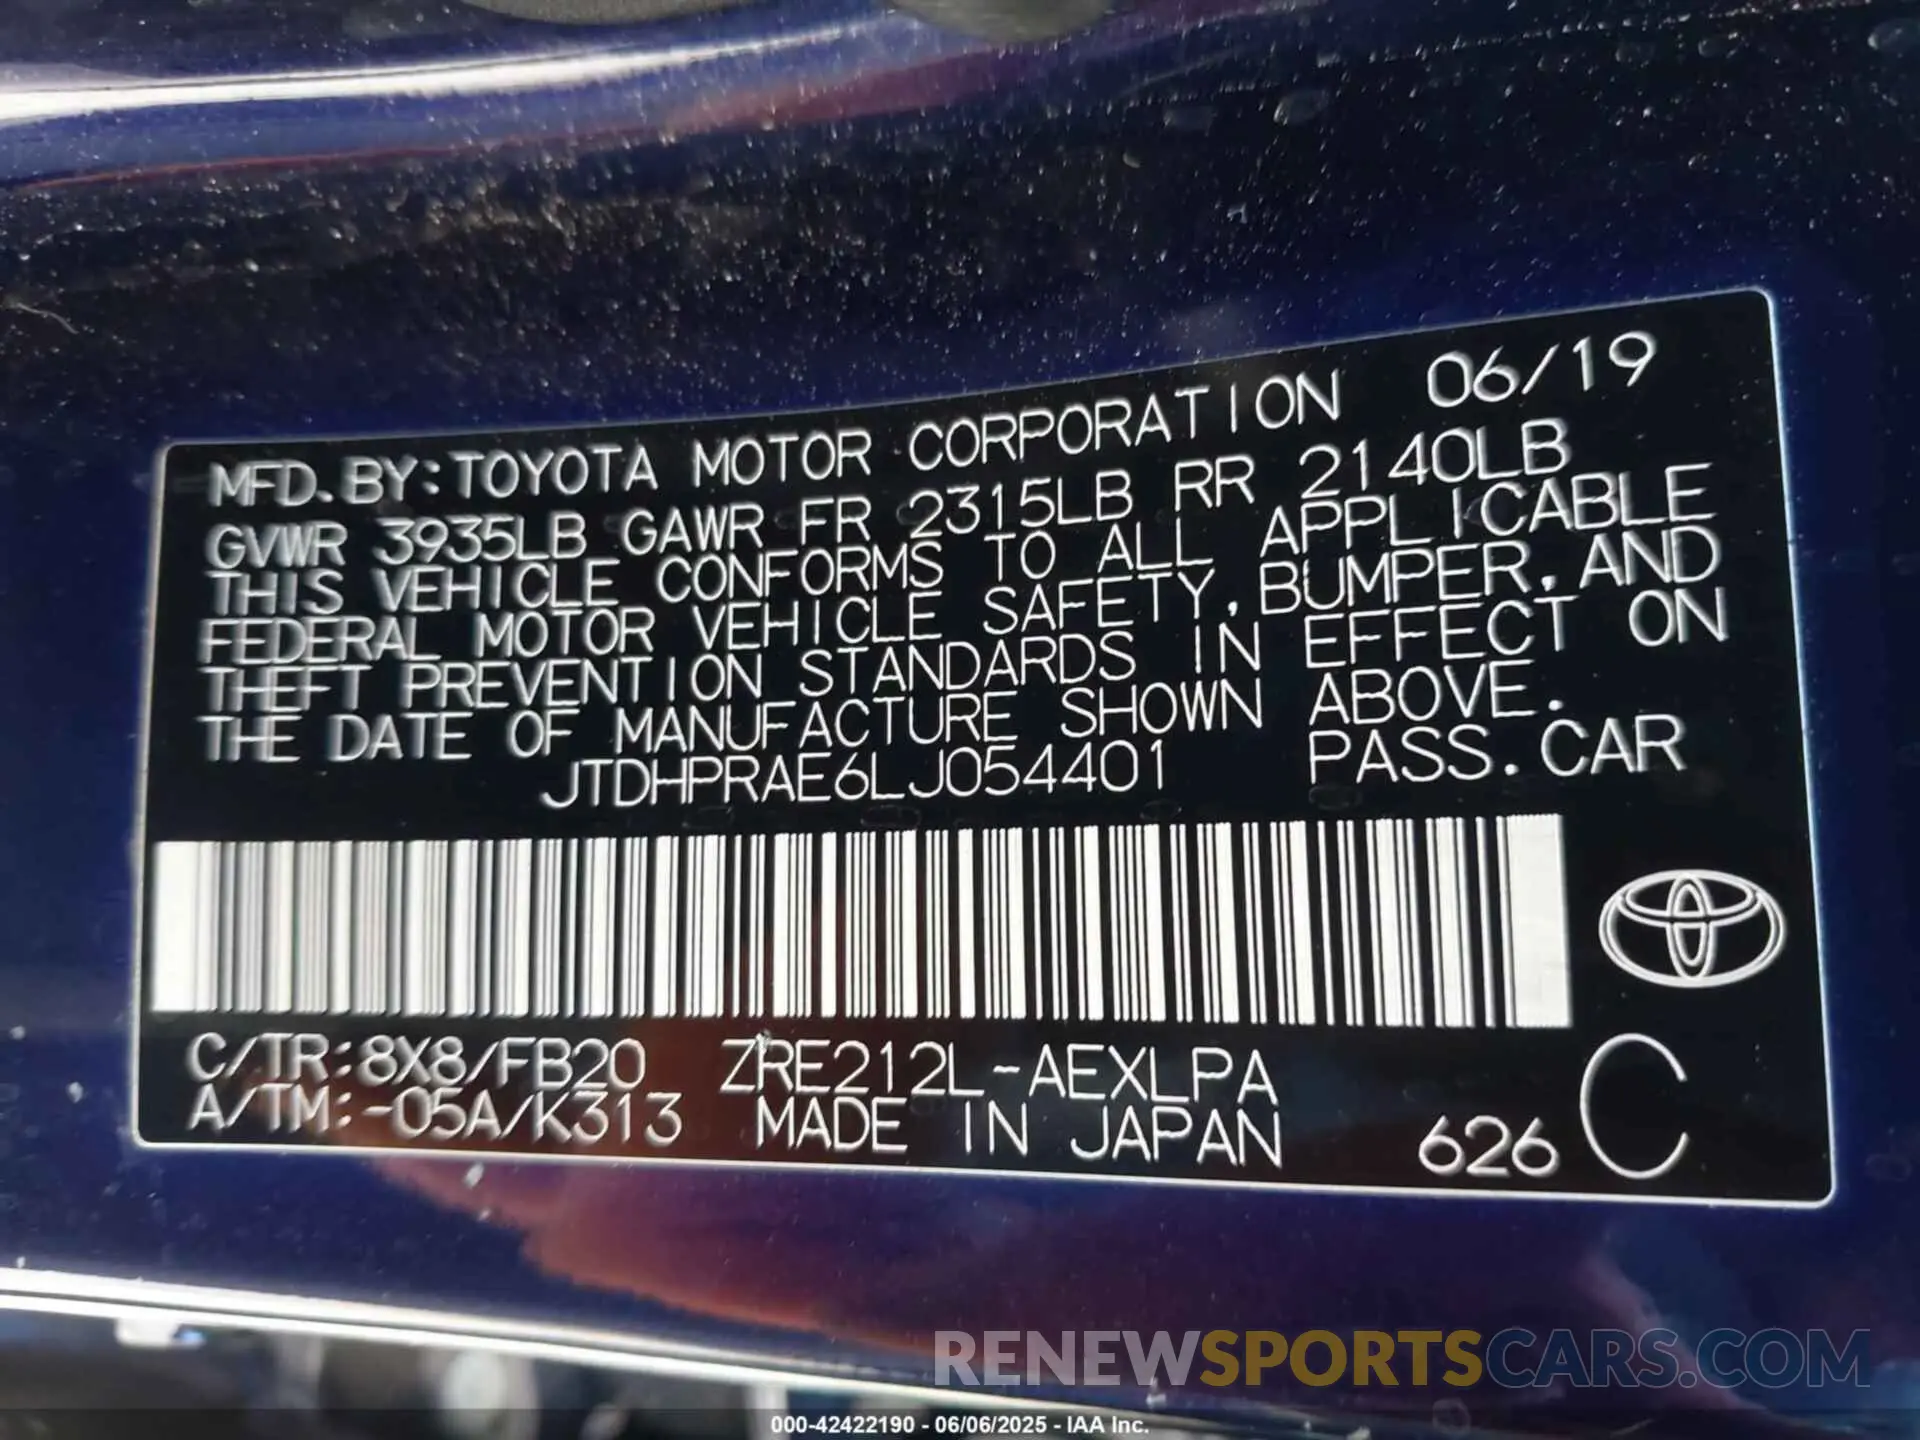 MFD.BY:TOYOTA MOTOR CORPORATION 06/19
GVWR 3935LB GAWR FR 2315LB RR 2140LB
THIS VEHICLE CONFORMS TO ALL APPLICABLE
FEDERAL MOTOR VEHICLE SAFETY, BUMPER, AND
THEFT PREVENTION STANDARDS IN EFFECT ON
THE DATE OF MANUFACTURE SHOWN ABOVE.
JTDHPRAE6LJ054401 PASS.CAR
C/TR:8X8/FB20 ZRE212L-AEXLPA
A/TM:-05A/K313 MADE IN JAPAN 626 C
RENEWSPORTSCARS.COM
000-42422190 - 06/06/2025 - IAA Inc.